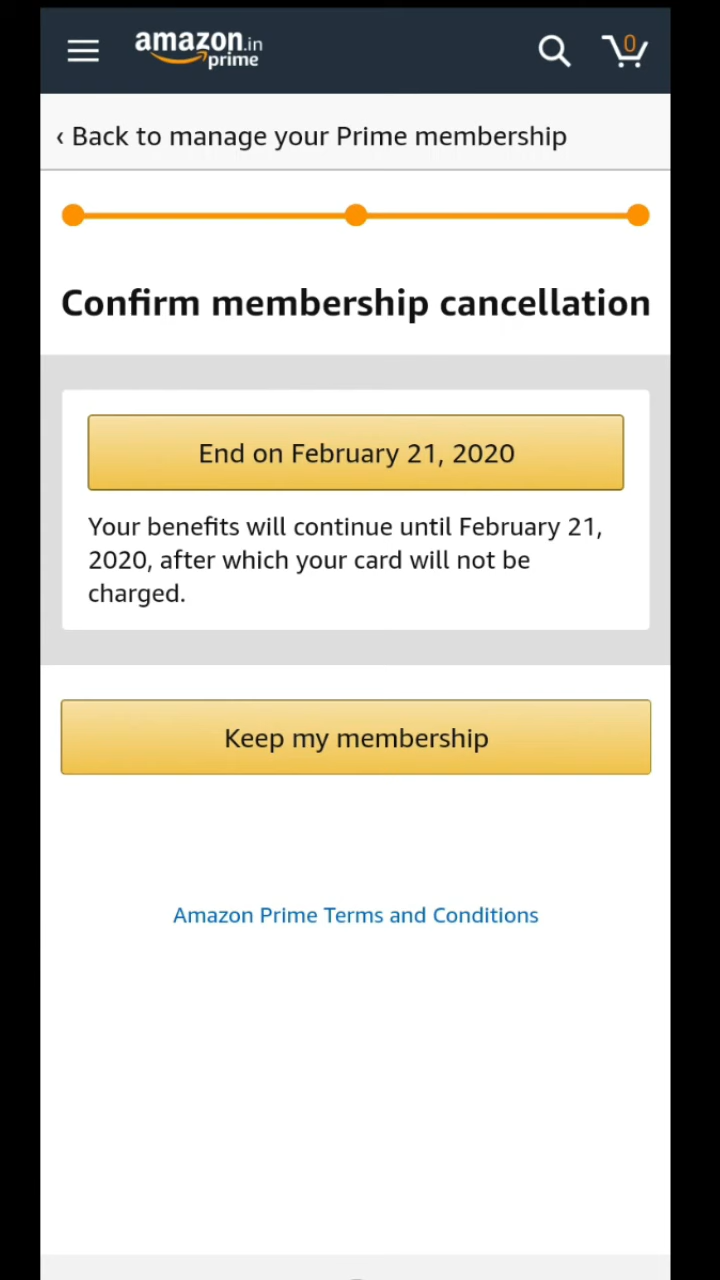 amazon.in
prime
0
‹ Back to manage your Prime membership
Confirm membership cancellation
End on February 21, 2020
Your benefits will continue until February 21,
2020, after which your card will not be
charged.
Keep my membership
Amazon Prime Terms and Conditions